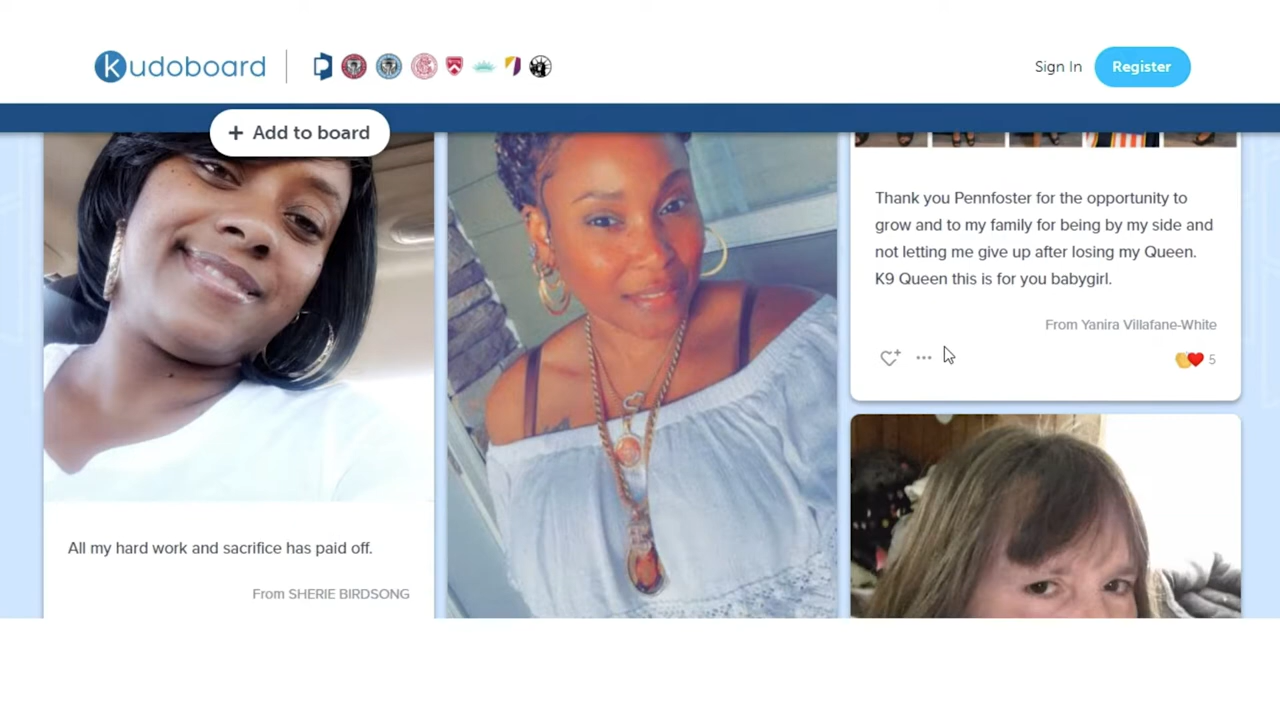 kudoboard
Sign In
Register
+ Add to board
Thank you Pennfoster for the opportunity to
grow and to my family for being by my side and
not letting me give up after losing my Queen.
K9 Queen this is for you babygirl.
From Yanira Villafane-White
5
All my hard work and sacrifice has paid off.
From SHERIE BIRDSONG